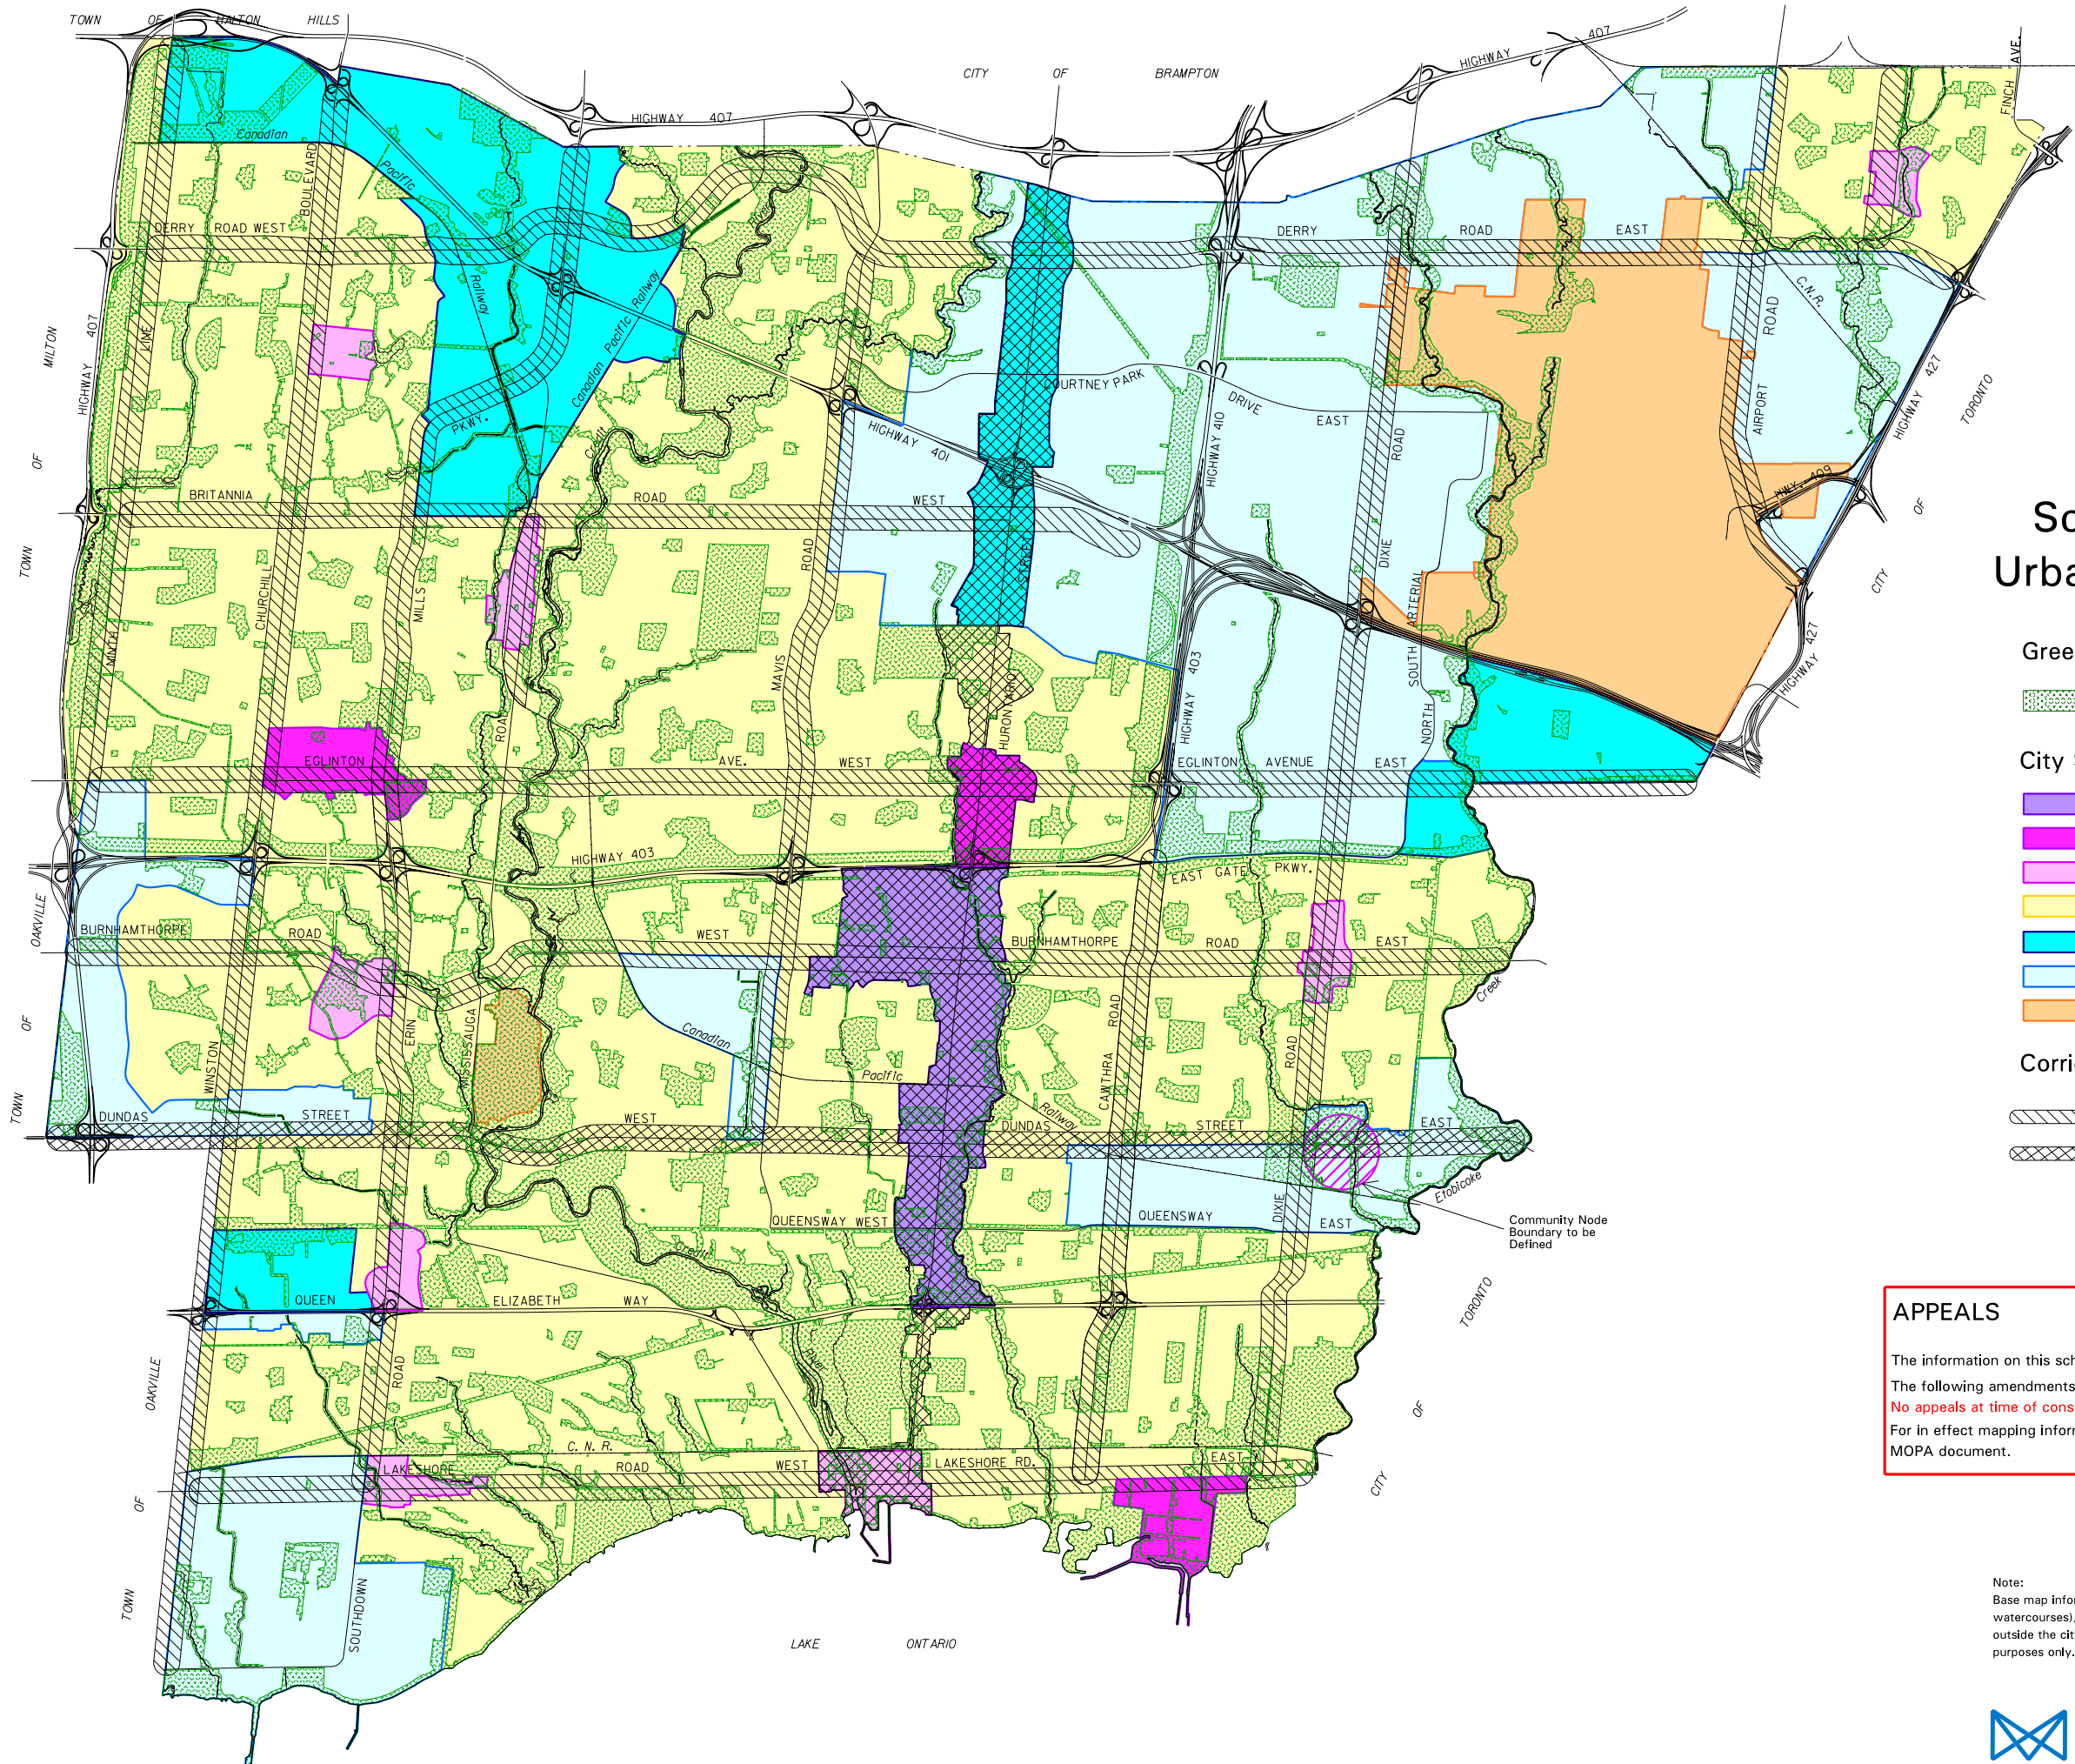 TOWN OF HALTON HILLS
CITY OF BRAMPTON
HIGHWAY 407
HIGHWAY 407
FINCH AVE.
Canadian
Pacific
Railway
BOULEVARD
DERRY ROAD WEST
DERRY ROAD EAST
HIGHWAY 407
MILTON
OF
TOWN
LINE
NINTH
Canadian Pacific Railway
PKWY.
Credit
COURTNEY PARK
DRIVE
EAST
HIGHWAY 401
HIGHWAY 410
C.N.R.
ROAD
AIRPORT
HIGHWAY 427
TORONTO
OF
CITY
HWY. 409
BRITANNIA ROAD WEST
ROAD
DIXIE
CHURCHILL
MILLS
ROAD
MAVIS
STREET
HURONTARIO
HIGHWAY 403
SOUTH ARTERIAL
NORTH
HIGHWAY 427
ROAD
EGLINTON AVE. WEST
EGLINTON AVENUE EAST
HIGHWAY 403
EAST GATE PKWY.
OAKVILLE
OF
TOWN
BURNHAMTHORPE ROAD WEST
BURNHAMTHORPE ROAD EAST
Creek
Canadian
Pacific
Railway
WINSTON
ERIN
MISSISSAUGA
CAWTHRA
ROAD
ROAD
DIXIE
DUNDAS STREET WEST
DUNDAS STREET EAST
Etobicoke
QUEENSWAY WEST
QUEENSWAY EAST
Community Node
Boundary to be
Defined
Credit
River
QUEEN ELIZABETH WAY
TORONTO
OF
CITY
OAKVILLE
OF
TOWN
ROAD
C. N. R.
LAKESHORE ROAD WEST
LAKESHORE RD. EAST
SOUTHDOWN
LAKE ONTARIO
Urba
Gree
City
Corri
APPEALS
The information on this sch
The following amendments
No appeals at time of cons
For in effect mapping inform
MOPA document.
Note:
Base map infor
watercourses),
outside the cit
purposes only.